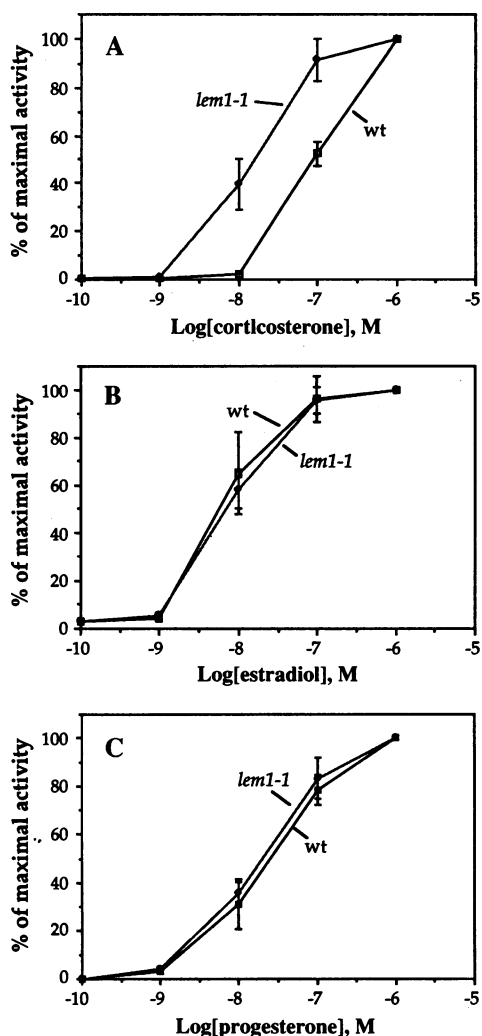 A
% of maximal activity
100
80
60
40
20
0
lem1-1
wt
-10 -9 -8 -7 -6 -5
Log[cortlcosterone], M
B
% of maximal activity
100
80
60
40
20
0
wt
lem1-1
-10 -9 -8 -7 -6 -5
Log[estradiol], M
C
% of maximal activity
100
80
60
40
20
0
lem1-1
wt
-10 -9 -8 -7 -6 -5
Log[progesterone], M